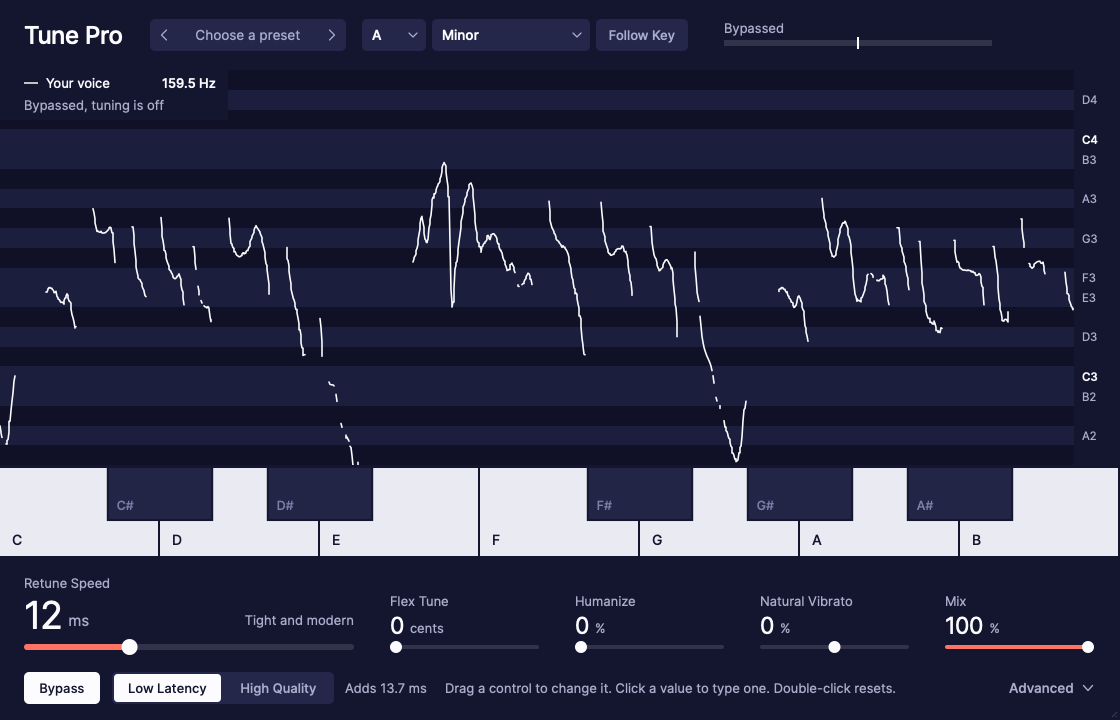 Tune Pro
Choose a preset
A
Minor
Follow Key
Bypassed
Your voice 159.5 Hz
Bypassed, tuning is off
D4
C4
B3
A3
G3
F3
E3
D3
C3
B2
A2
C# D# F# G# A#
C D E F G A B
Retune Speed
12 ms
Tight and modern
Flex Tune
0 cents
Humanize
0 %
Natural Vibrato
0 %
Mix
100 %
Bypass
Low Latency
High Quality
Adds 13.7 ms
Drag a control to change it. Click a value to type one. Double-click resets.
Advanced